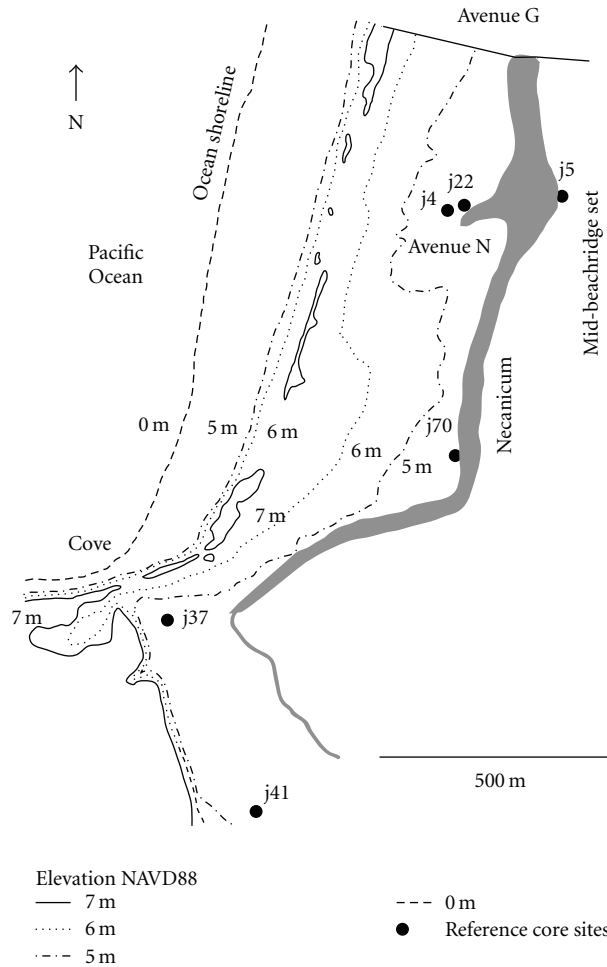 Avenue G
N
Ocean shoreline
Pacific
Ocean
j5
j22
j4
Avenue N
Mid-beachridge set
Necanicum
0 m
5 m
6 m
j70
6 m
5 m
7 m
Cove
7 m
j37
500 m
j41
Elevation NAVD88
7 m
6 m
5 m
0 m
Reference core sites